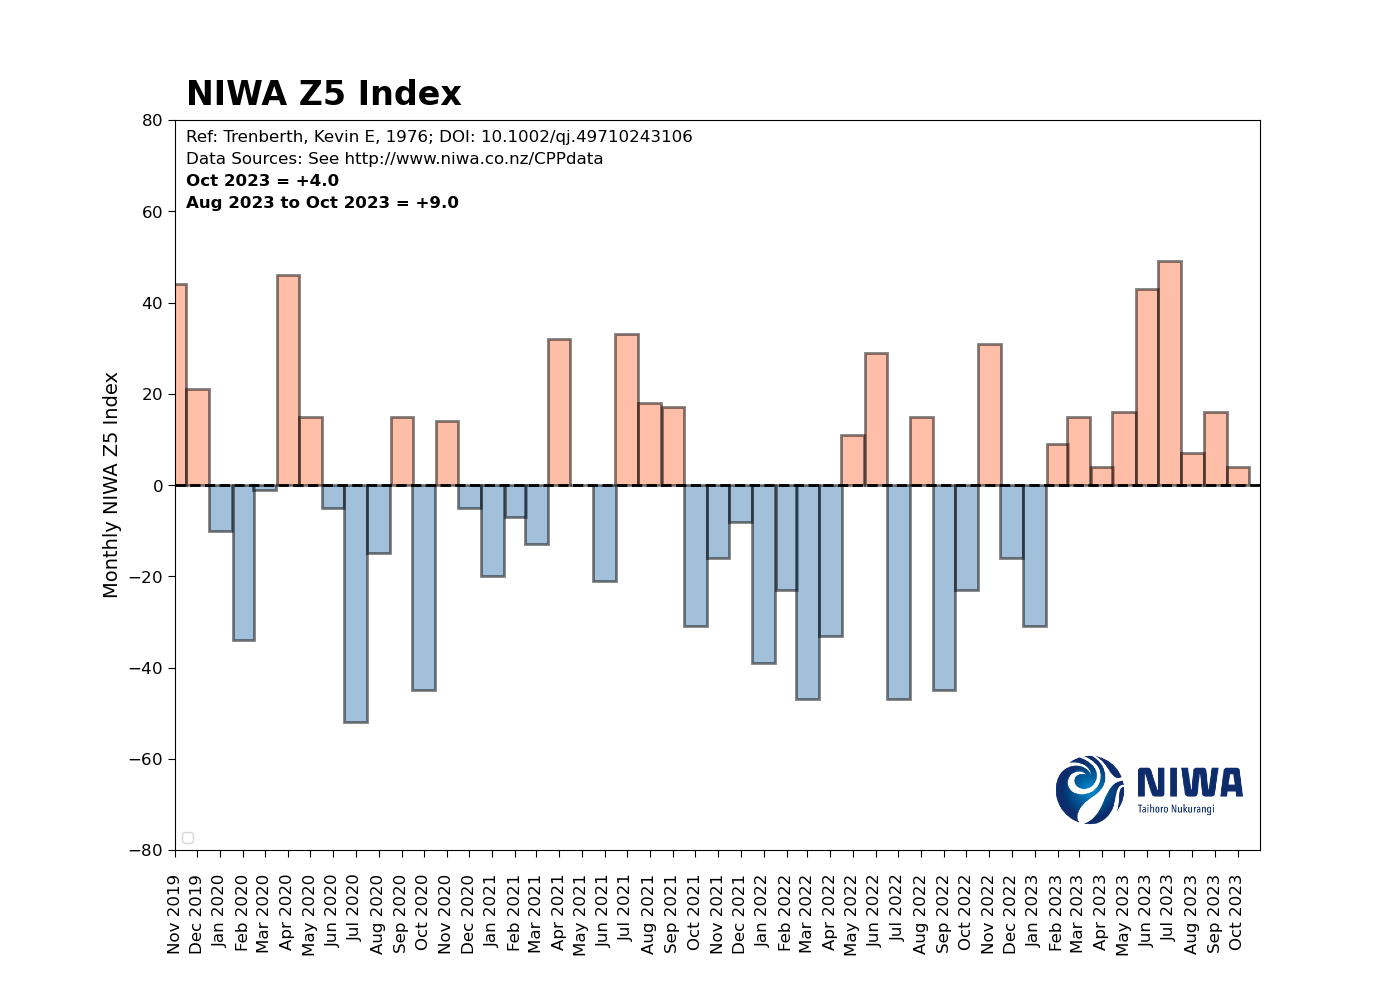 NIWA Z5 Index
Ref: Trenberth, Kevin E, 1976; DOI: 10.1002/qj.49710243106
Data Sources: See http://www.niwa.co.nz/CPPdata
Oct 2023 = +4.0
Aug 2023 to Oct 2023 = +9.0
Monthly NIWA Z5 Index
80
60
40
20
0
−20
−40
−60
−80
NIWA
Taihoro Nukurangi
Nov 2019
Dec 2019
Jan 2020
Feb 2020
Mar 2020
Apr 2020
May 2020
Jun 2020
Jul 2020
Aug 2020
Sep 2020
Oct 2020
Nov 2020
Dec 2020
Jan 2021
Feb 2021
Mar 2021
Apr 2021
May 2021
Jun 2021
Jul 2021
Aug 2021
Sep 2021
Oct 2021
Nov 2021
Dec 2021
Jan 2022
Feb 2022
Mar 2022
Apr 2022
May 2022
Jun 2022
Jul 2022
Aug 2022
Sep 2022
Oct 2022
Nov 2022
Dec 2022
Jan 2023
Feb 2023
Mar 2023
Apr 2023
May 2023
Jun 2023
Jul 2023
Aug 2023
Sep 2023
Oct 2023